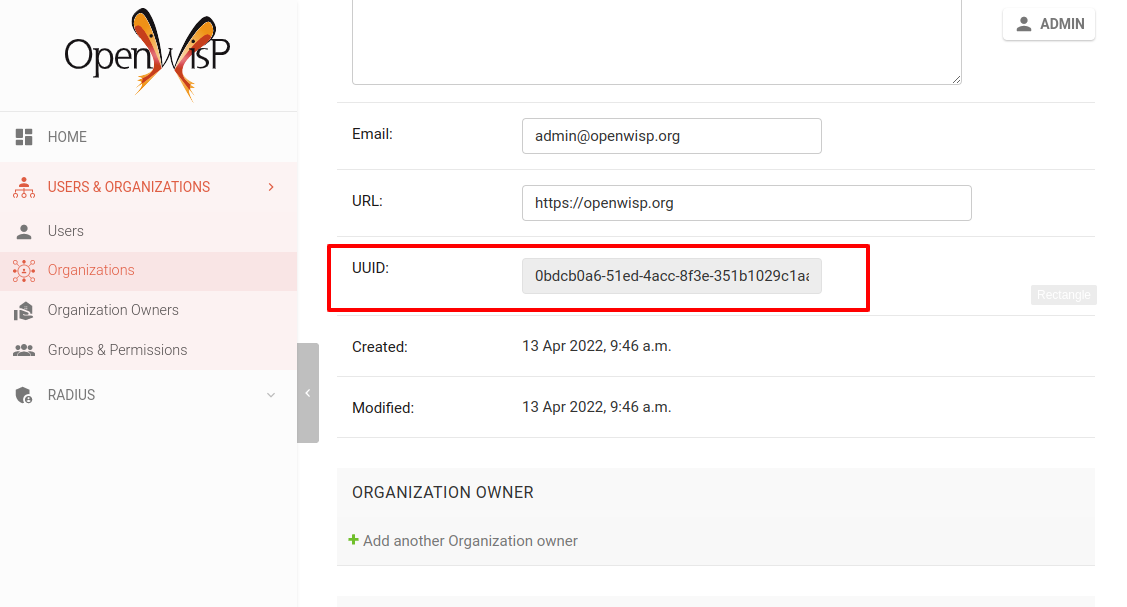 OpenWisP
ADMIN
HOME
USERS & ORGANIZATIONS
Users
Organizations
Organization Owners
Groups & Permissions
RADIUS
Email:
admin@openwisp.org
URL:
https://openwisp.org
UUID:
0bdcb0a6-51ed-4acc-8f3e-351b1029c1a
Rectangle
Created:
13 Apr 2022, 9:46 a.m.
Modified:
13 Apr 2022, 9:46 a.m.
ORGANIZATION OWNER
Add another Organization owner